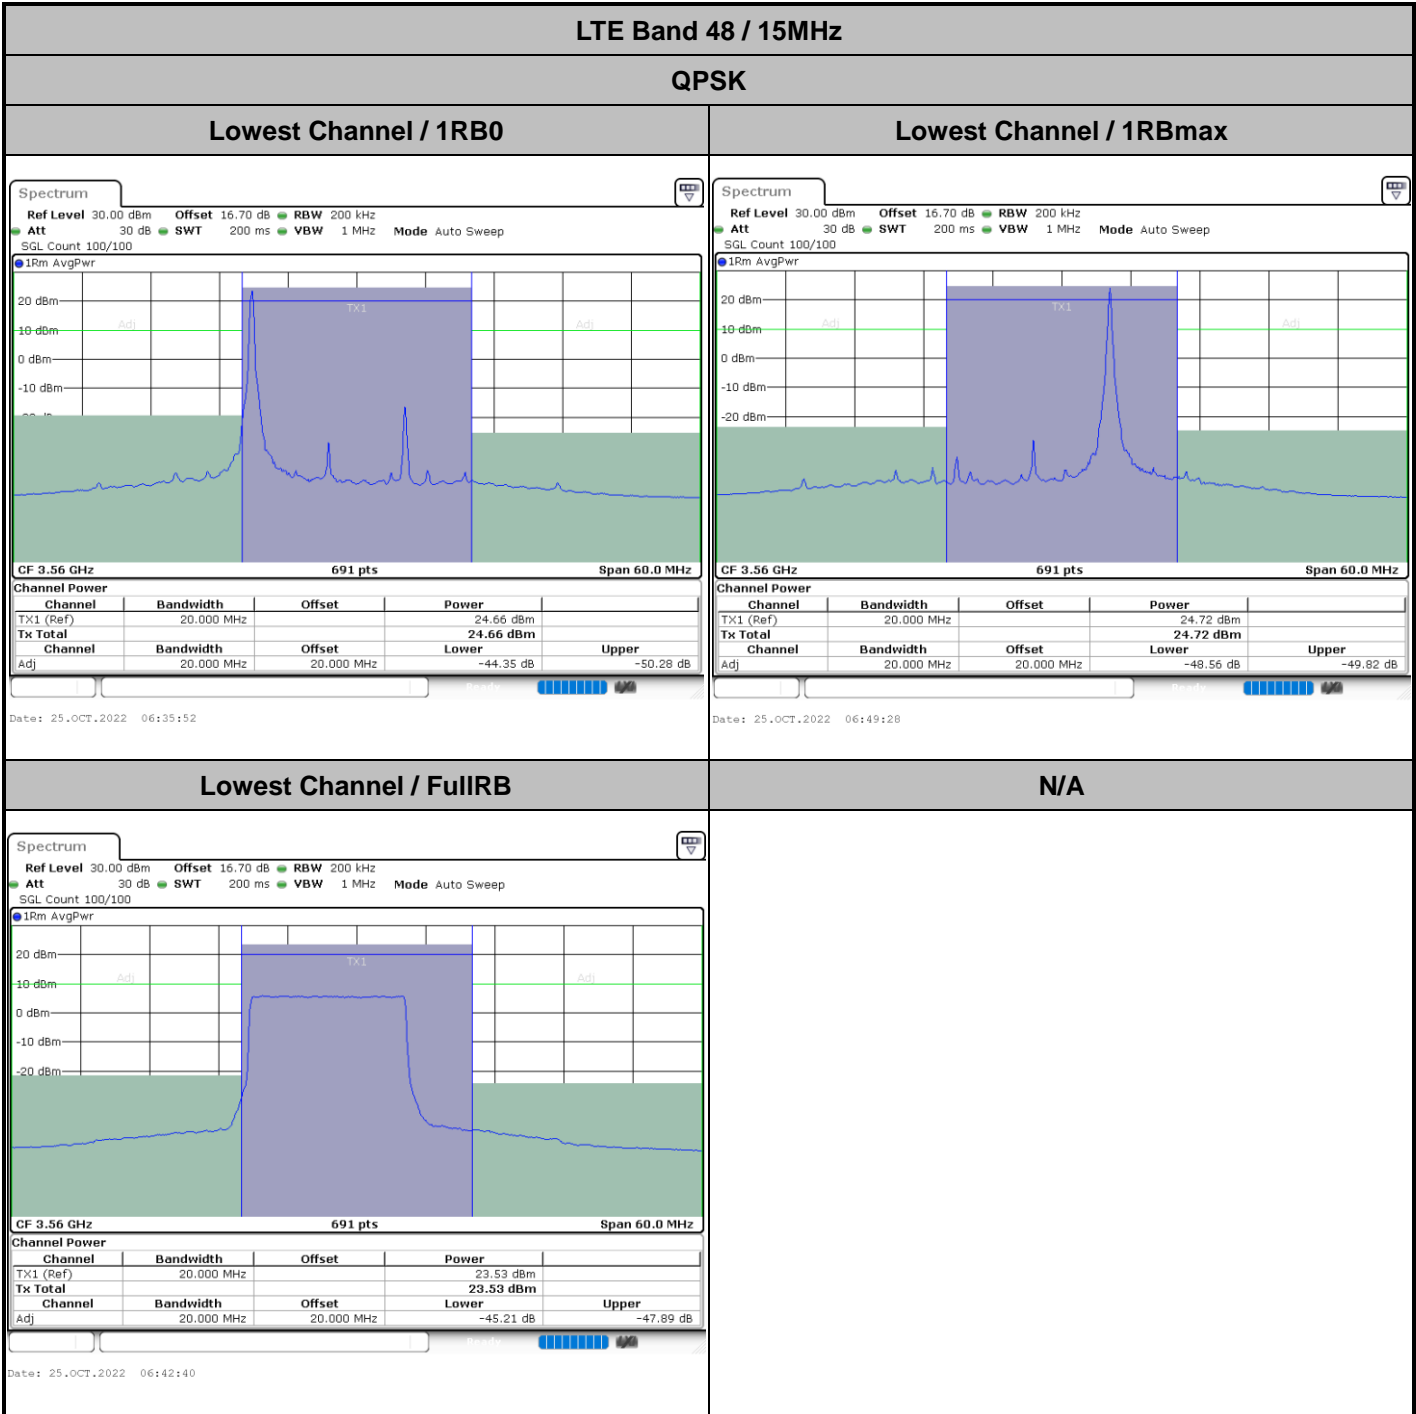 LTE Band 48 / 15MHz
QPSK
Lowest Channel / 1RB0
Lowest Channel / 1RBmax
Spectrum
Ref Level 30.00 dBm Offset 16.70 dB RBW 200 kHz
Att 30 dB SWT 200 ms VBW 1 MHz Mode Auto Sweep
SGL Count 100/100
1Rm AvgPwr
TX1
Adj
Adj
20 dBm
10 dBm
0 dBm
-10 dBm
CF 3.56 GHz 691 pts Span 60.0 MHz
Channel Power
Channel Bandwidth Offset Power
TX1 (Ref) 20.000 MHz 24.66 dBm
Tx Total 24.66 dBm
Channel Bandwidth Offset Lower Upper
Adj 20.000 MHz 20.000 MHz -44.35 dB -50.28 dB
Ready
Date: 25.OCT.2022 06:35:52
Spectrum
Ref Level 30.00 dBm Offset 16.70 dB RBW 200 kHz
Att 30 dB SWT 200 ms VBW 1 MHz Mode Auto Sweep
SGL Count 100/100
1Rm AvgPwr
TX1
Adj
Adj
20 dBm
10 dBm
0 dBm
-10 dBm
-20 dBm
CF 3.56 GHz 691 pts Span 60.0 MHz
Channel Power
Channel Bandwidth Offset Power
TX1 (Ref) 20.000 MHz 24.72 dBm
Tx Total 24.72 dBm
Channel Bandwidth Offset Lower Upper
Adj 20.000 MHz 20.000 MHz -48.56 dB -49.82 dB
Ready
Date: 25.OCT.2022 06:49:28
Lowest Channel / FullRB
N/A
Spectrum
Ref Level 30.00 dBm Offset 16.70 dB RBW 200 kHz
Att 30 dB SWT 200 ms VBW 1 MHz Mode Auto Sweep
SGL Count 100/100
1Rm AvgPwr
TX1
Adj
Adj
20 dBm
10 dBm
0 dBm
-10 dBm
-20 dBm
CF 3.56 GHz 691 pts Span 60.0 MHz
Channel Power
Channel Bandwidth Offset Power
TX1 (Ref) 20.000 MHz 23.53 dBm
Tx Total 23.53 dBm
Channel Bandwidth Offset Lower Upper
Adj 20.000 MHz 20.000 MHz -45.21 dB -47.89 dB
Ready
Date: 25.OCT.2022 06:42:40